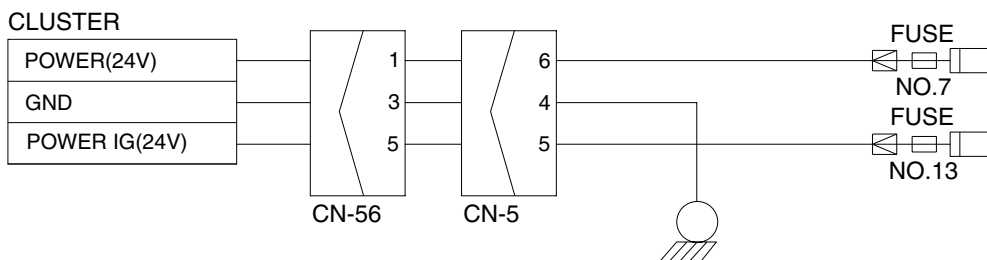 CLUSTER
FUSE
POWER(24V)
1
6
NO.7
GND
3
4
FUSE
POWER IG(24V)
5
5
NO.13
CN-56
CN-5